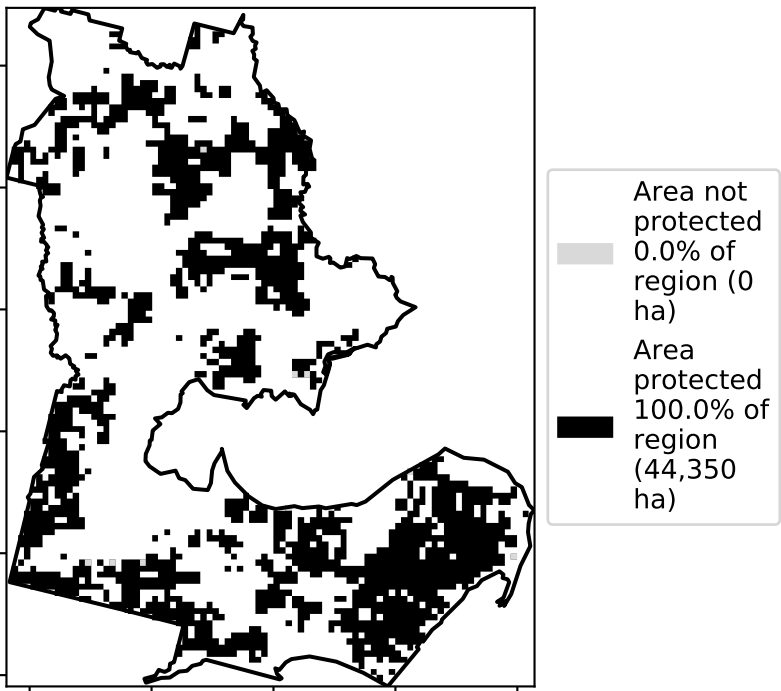 Area not
protected
0.0% of
region (0
ha)
Area
protected
100.0% of
region
(44,350
ha)